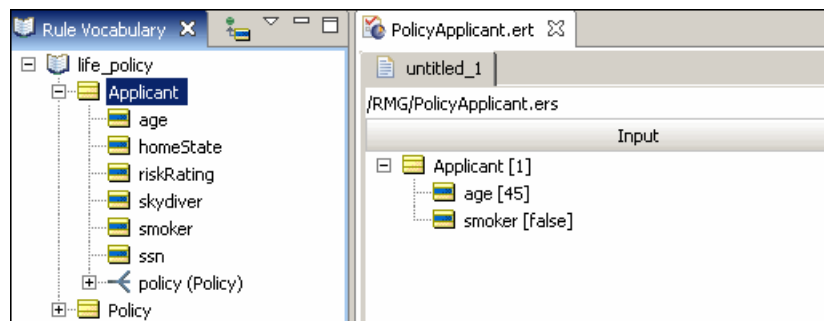 Rule Vocabulary
life_policy
Applicant
age
homeState
riskRating
skydiver
smoker
ssn
policy (Policy)
Policy
PolicyApplicant.ert
untitled_1
/RMG/PolicyApplicant.ers
Input
Applicant [1]
age [45]
smoker [false]